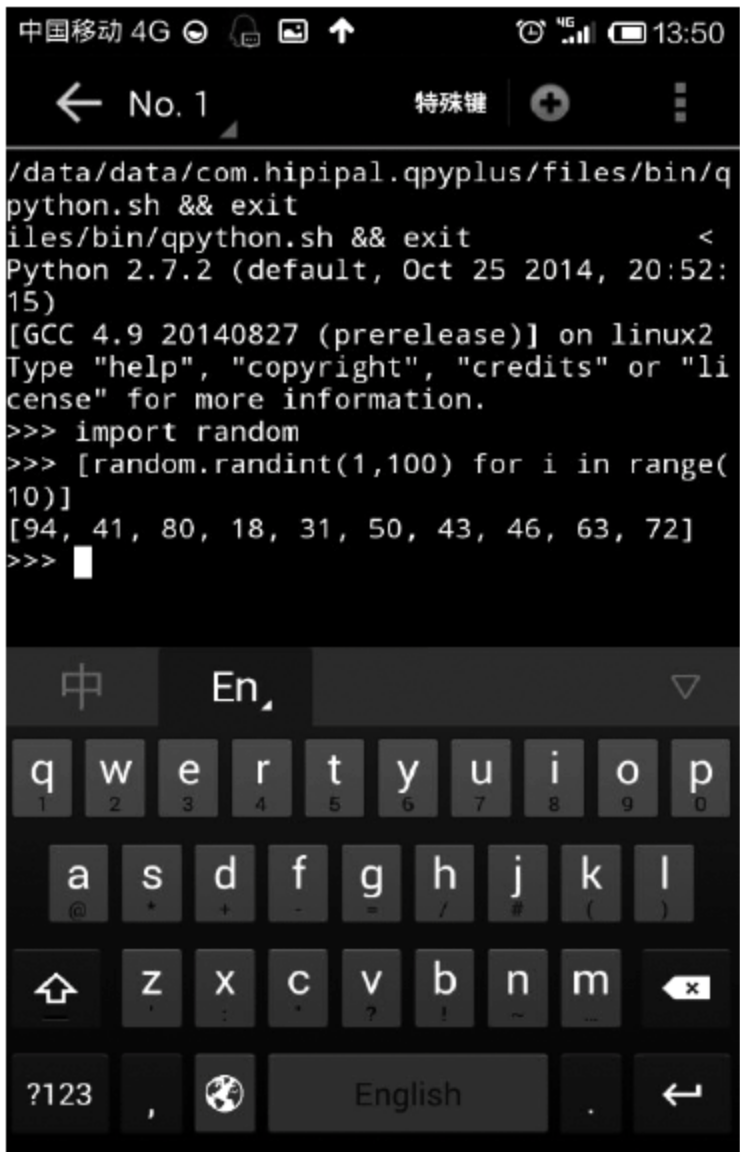 中国移动 4G 4G 13:50
No. 1 特殊键
/data/data/com.hipipal.qpyplus/files/bin/q
python.sh && exit
iles/bin/qpython.sh && exit <
Python 2.7.2 (default, Oct 25 2014, 20:52:
15)
[GCC 4.9 20140827 (prerelease)] on linux2
Type "help", "copyright", "credits" or "li
cense" for more information.
>>> import random
>>> [random.randint(1,100) for i in range(
10)]
[94, 41, 80, 18, 31, 50, 43, 46, 63, 72]
>>>
中 En
q w e r t y u i o p
1 2 3 4 5 6 7 8 9 0
a s d f g h j k l
@ * + - = / # ( )
z x c v b n m
' : " ? ! ~ …
?123 , English .